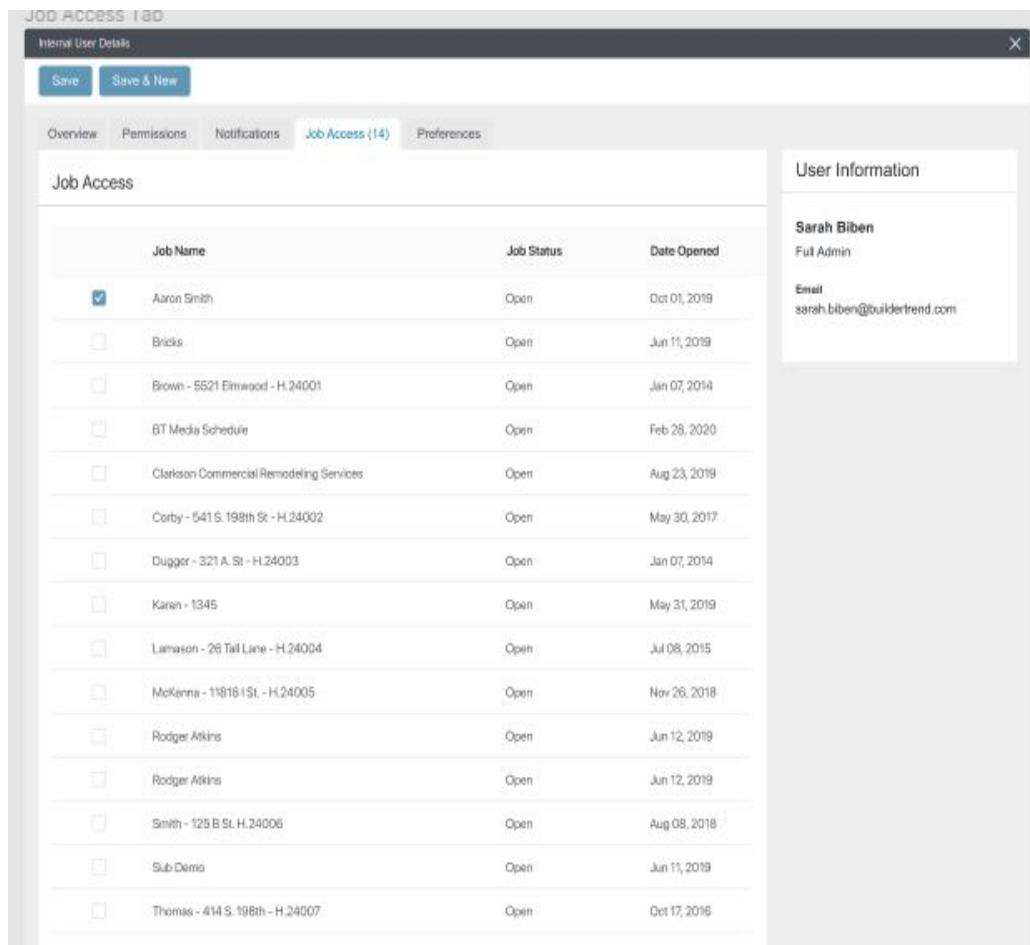 Job Access Tab
Internal User Details
Save Save & New
Overview Permissions Notifications Job Access (14) Preferences
Job Access
Job Name Job Status Date Opened
Aaron Smith Open Oct 01, 2019
Bricks Open Jun 11, 2019
Brown - 5521 Elmwood - H.24001 Open Jan 07, 2014
BT Media Schedule Open Feb 28, 2020
Clarkson Commercial Remodeling Services Open Aug 23, 2019
Corby - 541 S. 198th St - H.24002 Open May 30, 2017
Dugger - 321 A. St - H.24003 Open Jan 07, 2014
Karen - 1345 Open May 31, 2019
Lamason - 26 Tall Lane - H.24004 Open Jul 08, 2015
McKenna - 11818 I St. - H.24005 Open Nov 26, 2018
Rodger Atkins Open Jun 12, 2019
Rodger Atkins Open Jun 12, 2019
Smith - 125 B St. H.24006 Open Aug 08, 2018
Sub Demo Open Jun 11, 2019
Thomas - 414 S. 198th - H.24007 Open Oct 17, 2016
User Information
Sarah Biben
Full Admin
Email
sarah.biben@buildertrend.com